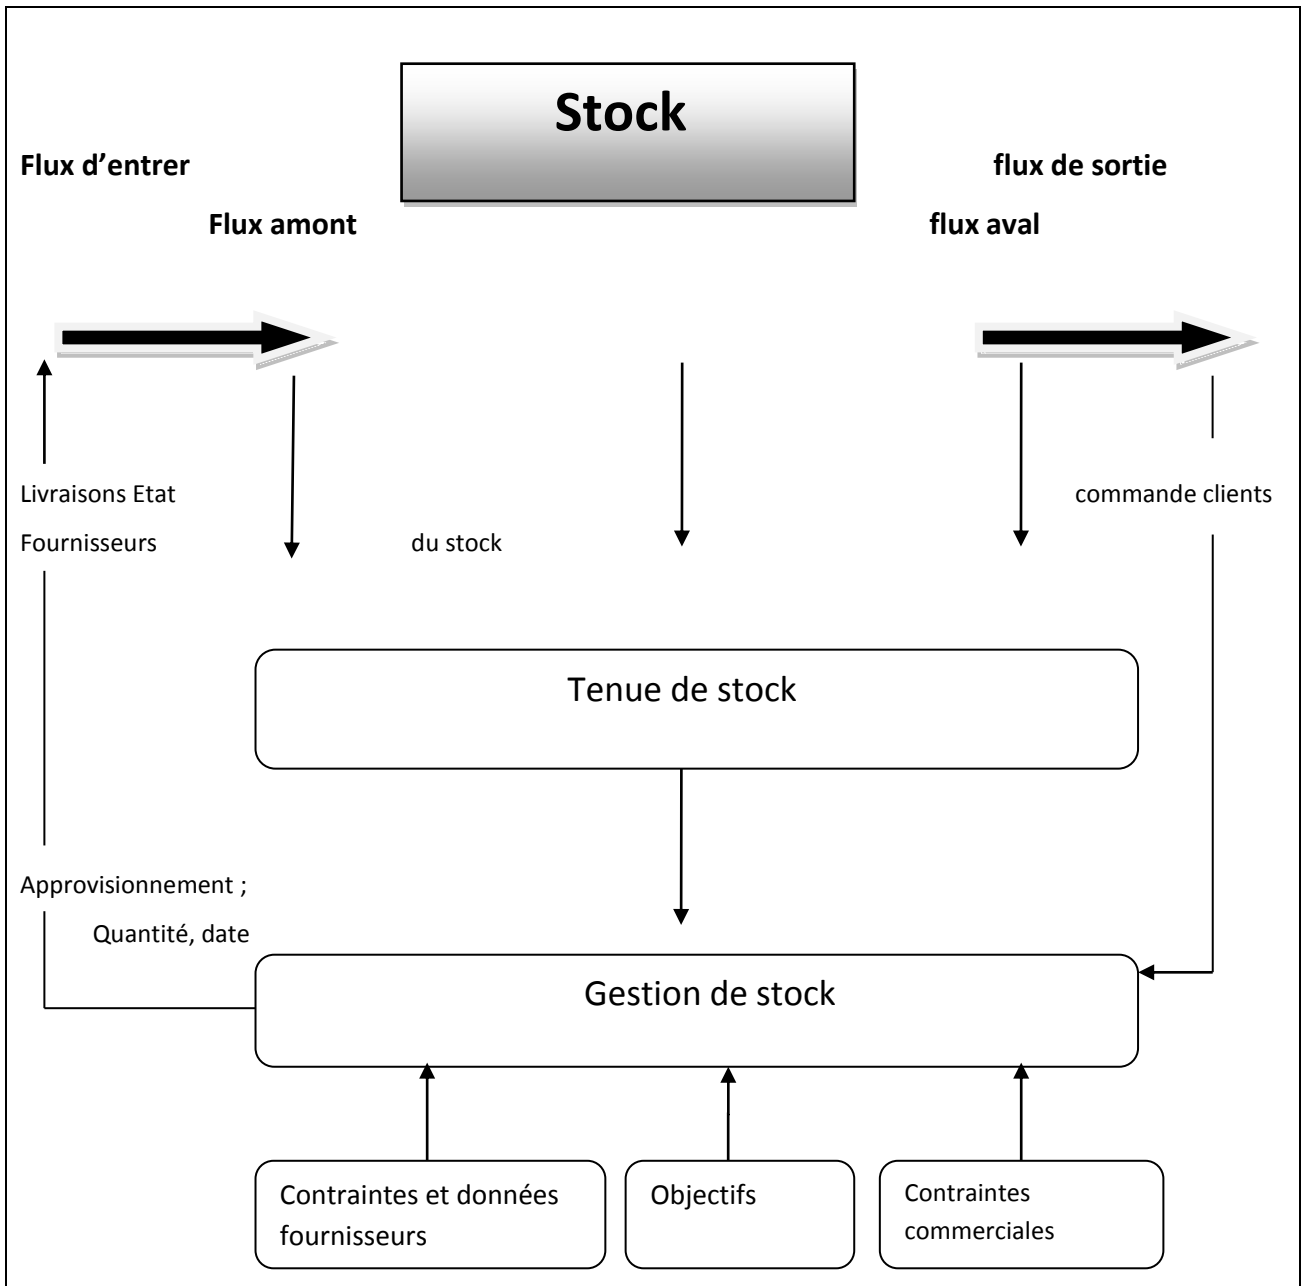 Stock
Flux d'entrer flux de sortie
Flux amont flux aval
Livraisons Etat commande clients
Fournisseurs du stock
Tenue de stock
Approvisionnement ;
Quantité, date
Gestion de stock
Contraintes et données
fournisseurs
Objectifs
Contraintes
commerciales